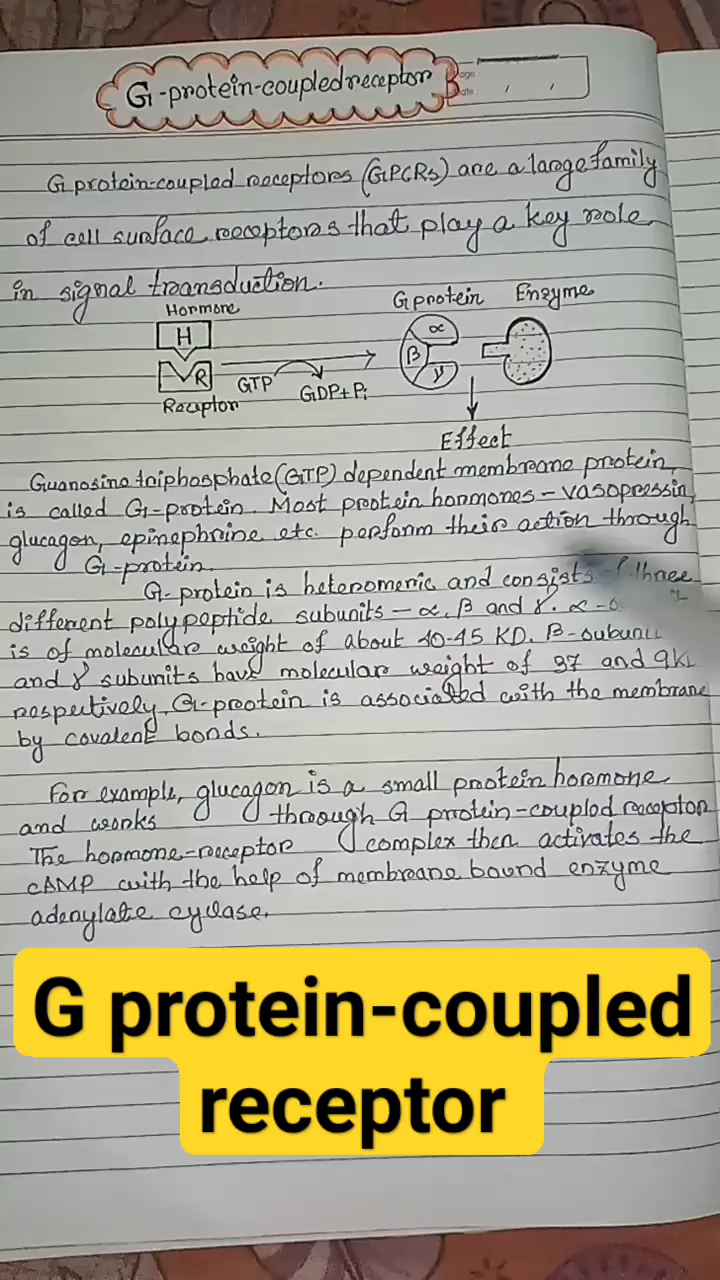 G-protein-coupled receptor
Page
Date
G protein-coupled receptors (GPCRs) are a large family
of cell surface receptors that play a key role
in signal transduction.
Hormone
G protein Enzyme
H
α
β
γ
R
GTP
GDP+Pi
Receptor
Effect
Guanosine triphosphate (GTP) dependent membrane protein,
is called G-protein. Most protein hormones - vasopressin,
glucagon, epinephrine etc. perform their action through
G-protein.
G-protein is heteromeric and consists three
different polypeptide subunits - α, β and γ. α-
is of molecular weight of about 40-45 KD. β-
and γ subunits have molecular weight of 37 and 9
respectively, G-protein is associated with the membrane
by covalent bonds.
For example, glucagon is a small protein hormone
and works through G protein-coupled receptor
The hormone-receptor complex then activates the
cAMP with the help of membrane bound enzyme
adenylate cyclase.
G protein-coupled
receptor